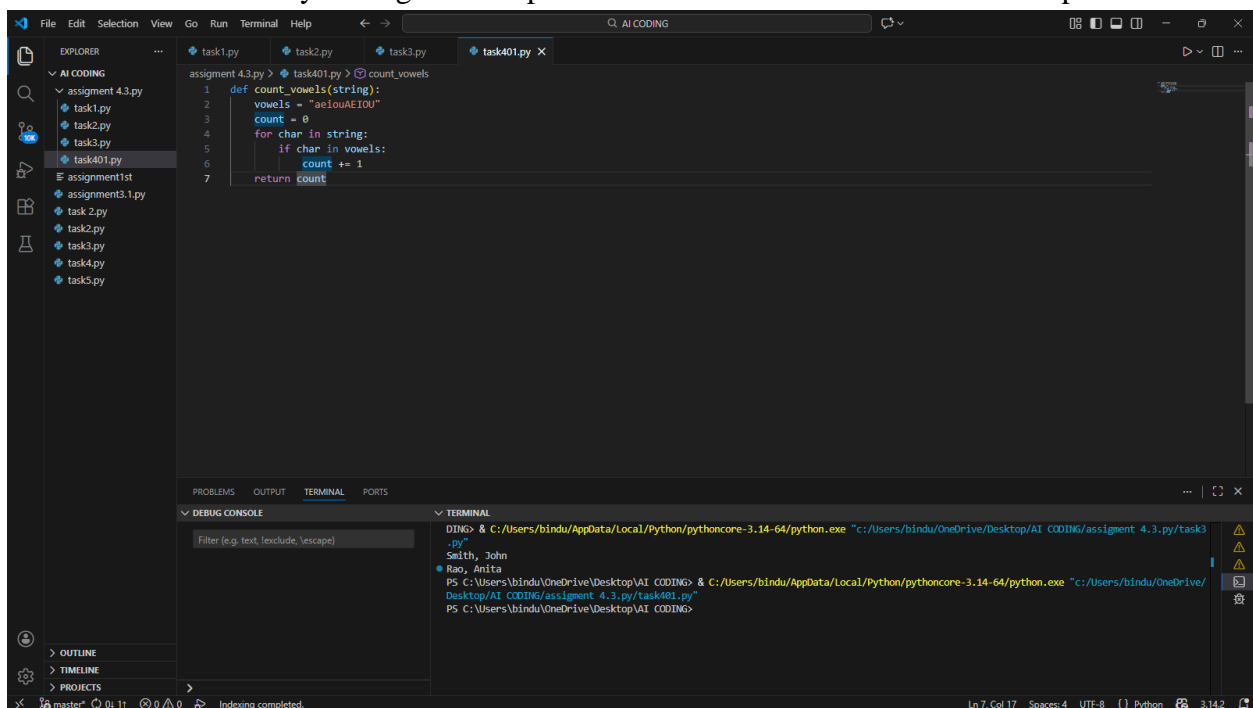 File Edit Selection View Go Run Terminal Help
AI CODING
EXPLORER
AI CODING
assigment 4.3.py
task1.py
task2.py
task3.py
task401.py
assignment1st
assignment3.1.py
task 2.py
task2.py
task3.py
task4.py
task5.py
OUTLINE
TIMELINE
PROJECTS
10K
task1.py task2.py task3.py task401.py
assigment 4.3.py > task401.py > count_vowels
1 def count_vowels(string):
2 vowels = "aeiouAEIOU"
3 count = 0
4 for char in string:
5 if char in vowels:
6 count += 1
7 return count
PROBLEMS OUTPUT TERMINAL PORTS
DEBUG CONSOLE
Filter (e.g. text, !exclude, \escape)
TERMINAL
DING> & C:/Users/bindu/AppData/Local/Python/pythoncore-3.14-64/python.exe "c:/Users/bindu/OneDrive/Desktop/AI CODING/assigment 4.3.py/task3
.py"
Smith, John
Rao, Anita
PS C:\Users\bindu\OneDrive\Desktop\AI CODING> & C:/Users/bindu/AppData/Local/Python/pythoncore-3.14-64/python.exe "c:/Users/bindu/OneDrive/
Desktop/AI CODING/assigment 4.3.py/task401.py"
PS C:\Users\bindu\OneDrive\Desktop\AI CODING>
master* 0↓ 1↑ 0 0 Indexing completed. Ln 7, Col 17 Spaces: 4 UTF-8 {} Python 3.14.2